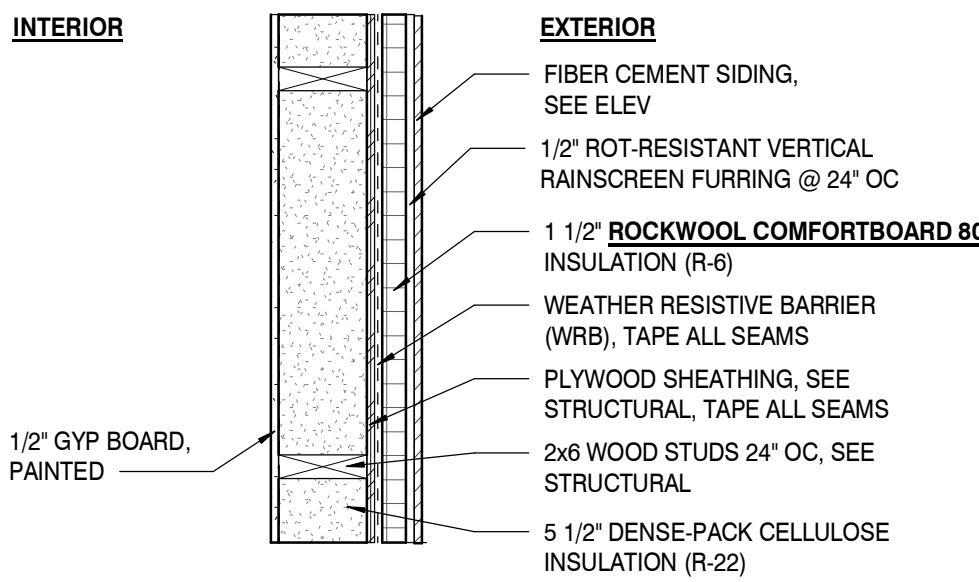 INTERIOR
EXTERIOR
FIBER CEMENT SIDING,
SEE ELEV
1/2" ROT-RESISTANT VERTICAL
RAINSCREEN FURRING @ 24" OC
1 1/2" ROCKWOOL COMFORTBOARD 80
INSULATION (R-6)
WEATHER RESISTIVE BARRIER
(WRB), TAPE ALL SEAMS
PLYWOOD SHEATHING, SEE
STRUCTURAL, TAPE ALL SEAMS
1/2" GYP BOARD,
PAINTED
2x6 WOOD STUDS 24" OC, SEE
STRUCTURAL
5 1/2" DENSE-PACK CELLULOSE
INSULATION (R-22)